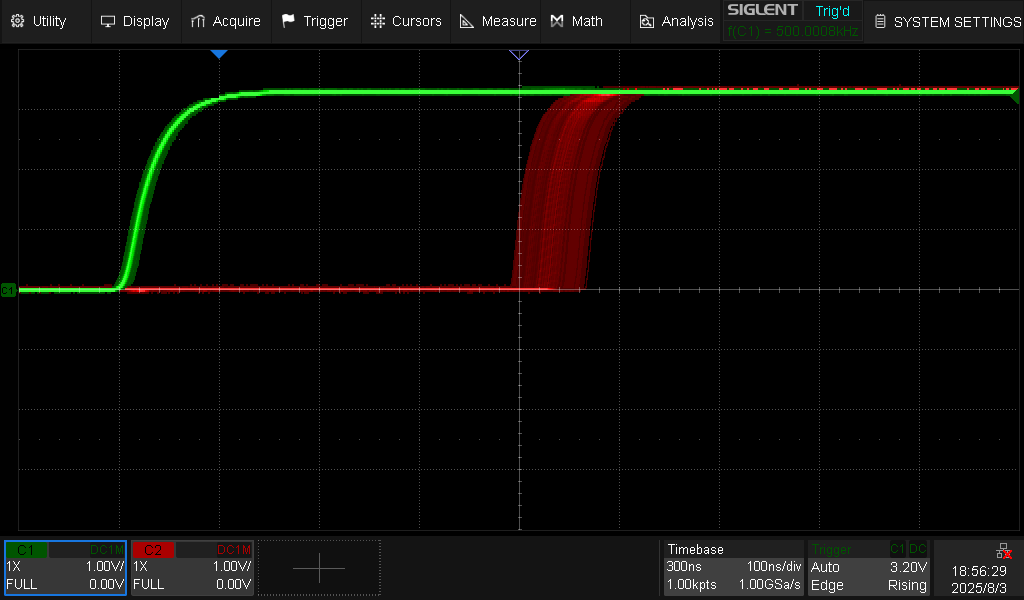 Utility Display Acquire Trigger Cursors Measure Math Analysis SIGLENT Trig'd SYSTEM SETTINGS
f(C1) = 500.0008kHz
C1
C1 DC1M
1X 1.00V/
FULL 0.00V
C2 DC1M
1X 1.00V/
FULL 0.00V
Timebase
300ns 100ns/div
1.00kpts 1.00GSa/s
Trigger C1 DC
Auto 3.20V
Edge Rising
18:56:29
2025/8/3